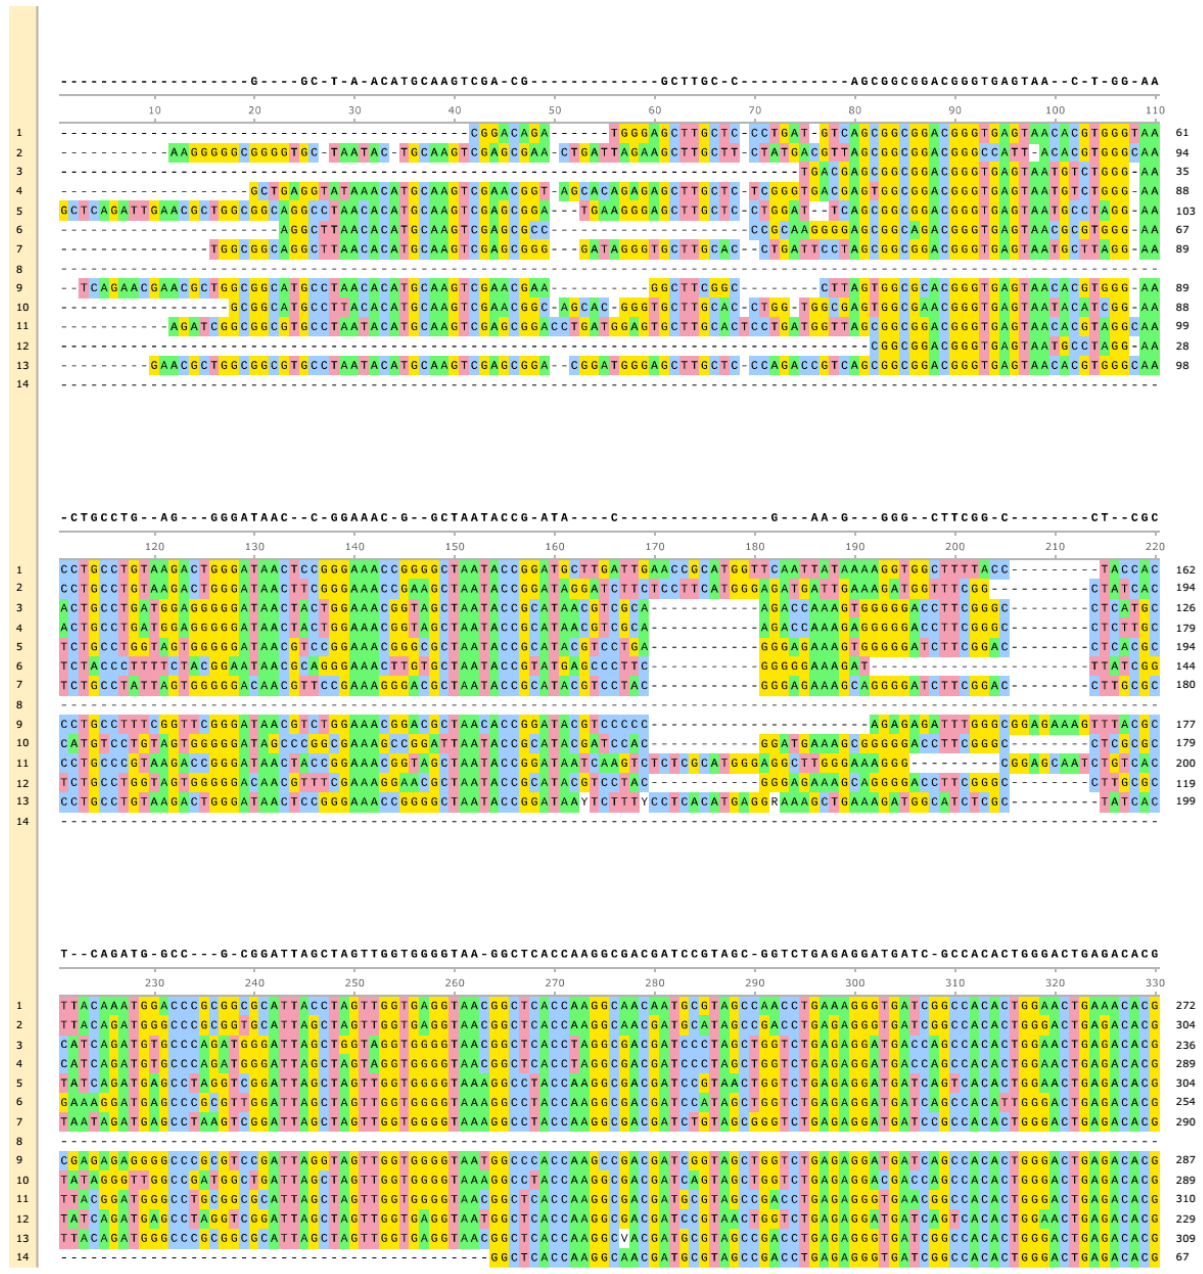 -------------------G----GC-T-A-ACATGCAAGTCGA-CG-------------GCTTGC-C-----------AGCGGCGGACGGGTGAGTAA--C-T-GG-AA
10 20 30 40 50 60 70 80 90 100 110
1 -----------------------------------------CGGACAGA------TGGGAGCTTGCTC-CCTGAT-GTCAGCGGCGGACGGGTGAGTAACACGTGGGTAA 61
2 -----------AAGGGGGCGGGGTGC-TAATAC-TGCAAGTCGAGCGAA-CTGATTAGAAGCTTGCTT-CTATGACGTTAGCGGCGGACGGGCCATT-ACACGTGGGCAA 94
3 --------------------------------------------------------------------------TGACGAGCGGCGGACGGGTGAGTAATGTCTGGG-AA 35
4 -------------------GCTGAGGTATAAACATGCAAGTCGAACGGT-AGCACAGAGAGCTTGCTC-TCGGGTGACGAGTGGCGGACGGGTGAGTAATGTCTGGG-AA 88
5 GCTCAGATTGAACGCTGGCGGCAGGCCTAACACATGCAAGTCGAGCGGA---TGAAGGGAGCTTGCTC-CTGGAT--TCAGCGGCGGACGGGTGAGTAATGCCTAGG-AA 103
6 ----------------------AGGCTTAACACATGCAAGTCGAGCGCC----------------------CCGCAAGGGGAGCGGCAGACGGGTGAGTAACGCGTGGG-AA 67
7 ---------------TGGCGGCAGGCTTAACACATGCAAGTCGAGCGGG---GATAGGGTGCTTGCAC-CTGATTCCTAGCGGCGGACGGGTGAGTAATGCTTAGG-AA 89
8 --------------------------------------------------------------------------------------------------------------
9 --TCAGAACGAACGCTGGCGGCATGCCTAACACATGCAAGTCGAACGAA----------GGCTTCGGC--------CTTAGTGGCGCACGGGTGAGTAACACGTGGG-AA 89
10 -----------------GCGGCATGCCTTACACATGCAAGTCGAACGGC-AGCAC-GGGTGCTTGCAC-CTGG-TGGCGAGTGGCGAACGGGTGAGTAATACATCGG-AA 88
11 -----------AGATCGGCGGCGTGCCTAATACATGCAAGTCGAGCGGACCTGATGGAGTGCTTGCACTCCTGATGGTTAGCGGCGGACGGGTGAGTAACACGTAGGCAA 99
12 ---------------------------------------------------------------------------------CGGCGGACGGGTGAGTAATGCCTAGG-AA 28
13 ---------GAACGCTGGCGGCGTGCCTAATACATGCAAGTCGAGCGGA--CGGATGGGAGCTTGCTC-CCAGACCGTCAGCGGCGGACGGGTGAGTAACACGTGGGCAA 98
14 --------------------------------------------------------------------------------------------------------------
-CTGCCTG--AG---GGGATAAC--C-GGAAAC-G--GCTAATACCG-ATA----C---------------G---AA-G---GGG--CTTCGG-C--------CT--CGC
120 130 140 150 160 170 180 190 200 210 220
1 CCTGCCTGTAAGACTGGGATAACTCCGGGAAACCGGGGCTAATACCGGATGCTTGATTGAACCGCATGGTTCAATTATAAAAGGTGGCTTTTACC--------TACCAC 162
2 CCTGCCTGTAAGACTGGGATAACTTCGGGAAACCGAAGCTAATACCGGATAGGATCTTCTCCTTCATGGGAGATGATTGAAAGATGGTTTCGG----------CTATCAC 194
3 ACTGCCTGATGGAGGGGGATAACTACTGGAAACGGTAGCTAATACCGCATAACGTCGCA-----------AGACCAAAGTGGGGGACCTTCGGGC--------CTCATGC 126
4 ACTGCCTGATGGAGGGGGATAACTACTGGAAACGGTAGCTAATACCGCATAACGTCGCA-----------AGACCAAAGAGGGGGACCTTCGGGC--------CTCTTGC 179
5 TCTGCCTGGTAGTGGGGGATAACGTCCGGAAACGGGCGCTAATACCGCATACGTCCTGA-----------GGGAGAAAGTGGGGGATCTTCGGAC--------CTCACGC 194
6 TCTACCCTTTTCTACGGAATAACGCAGGGAAACTTGTGCTAATACCGTATGAGCCCTTC-----------GGGGGAAAGAT----------------------TTATCGG 144
7 TCTGCCTATTAGTGGGGGACAACGTTCCGAAAGGGACGCTAATACCGCATACGTCCTAC-----------GGGAGAAAGCAGGGGATCTTCGGAC--------CTTGCGC 180
8 --------------------------------------------------------------------------------------------------------------
9 CCTGCCTTTCGGTTCGGGATAACGTCTGGAAACGGACGCTAACACCGGATACGTCCCCC----------------------AGAGAGATTTGGGCGGAGAAAGTTTACGC 177
10 CATGTCCTGTAGTGGGGGATAGCCCGGCGAAAGCCGGATTAATACCGCATACGATCCAC-----------GGATGAAAGCGGGGGACCTTCGGGC--------CTCGCGC 179
11 CCTGCCCGTAAGACCGGGATAACTACCGGAAACGGTAGCTAATACCGGATAATCAAGTCTCTCGCATGGGAGGCTTGGGAAAGGG---------CGGAGCAATCTGTCAC 200
12 TCTGCCTGGTAGTGGGGGACAACGTTTCGAAAGGAACGCTAATACCGCATACGTCCTAC-----------GGGAGAAAGCAGGGGACCTTCGGGC--------CTTGCGC 119
13 CCTGCCTGTAAGACTGGGATAACTCCGGGAAACCGGGGCTAATACCGGATAAYTCTTTYCCTCACATGAGGRAAAGCTGAAAGATGGCATCTCGC--------TATCAC 199
14 --------------------------------------------------------------------------------------------------------------
T--CAGATG-GCC---G-CGGATTAGCTAGTTGGTGGGGTAA-GGCTCACCAAGGCGACGATCCGTAGC-GGTCTGAGAGGATGATC-GCCACACTGGGACTGAGACACG
230 240 250 260 270 280 290 300 310 320 330
1 TTACAAATGGACCCGCGGCGCATTACCTAGTTGGTGAGGTAACGGCTCACCAAGGCAACAATGCGTAGCCAACCTGAAAGGGTGATCGGCCACACTGGAACTGAAACACG 272
2 TTACAGATGGGCCCGCGGTGCATTAGCTAGTTGGTGAGGTAACGGCTCACCAAGGCAACGATGCATAGCCGACCTGAGAGGGTGATCGGCCACACTGGGACTGAGACACG 304
3 CATCAGATGTGCCCAGATGGGATTAGCTGGTAGGTGGGGTAACGGCTCACCTAGGCGACGATCCCTAGCTGGTCTGAGAGGATGACCAGCCACACTGGAACTGAGACACG 236
4 CATCAGATGTGCCCAGATGGGATTAGCTAGTAGGTGGGGTAACGGCTCACCTAGGCGACGATCCCTAGCTGGTCTGAGAGGATGACCAGCCACACTGGAACTGAGACACG 289
5 TATCAGATGAGCCTAGGTCGGATTAGCTAGTTGGTGGGGTAAAGGCCTACCAAGGCGACGATCCGTAACTGGTCTGAGAGGATGATCAGTCACACTGGAACTGAGACACG 304
6 GAAAGGATGAGCCCGCGTTGGATTAGCTAGTTGGTGGGGTAAAGGCCTACCAAGGCGACGATCCATAGCTGGTCTGAGAGGATGATCAGCCACATTGGGACTGAGACACG 254
7 TAATAGATGAGCCTAAGTCGGATTAGCTAGTTGGTGGGGTAAAGGCCTACCAAGGCGACGATCTGTAGCGGGTCTGAGAGGATGATCCGCCACACTGGGACTGAGACACG 290
8 --------------------------------------------------------------------------------------------------------------
9 CGAGAGAGGGGCCCGCGTCCGATTAGGTAGTTGGTGGGGTAATGGCCCACCAAGCCGACGATCGGTAGCTGGTCTGAGAGGATGATCAGCCACACTGGGACTGAGACACG 287
10 TATAGGGTTGGCCGATGGCTGATTAGCTAGTTGGTGGGGTAAAGGCCTACCAAGGCGACGATCAGTAGCTGGTCTGAGAGGACGACCAGCCACACTGGGACTGAGACACG 289
11 TTACGGATGGGCCTGCGGCGCATTAGCTAGTTGGTGGGGTAACGGCTCACCAAGGCGACGATGCGTAGCCGACCTGAGAGGGTGAACGGCCACACTGGGACTGAGACACG 310
12 TATCAGATGAGCCTAGGTCGGATTAGCTAGTTGGTGAGGTAATGGCTCACCAAGGCGACGATCCGTAACTGGTCTGAGAGGATGATCAGTCACACTGGAACTGAGACACG 229
13 TTACAGATGGGCCCGCGGCGCATTAGCTAGTTGGTGAGGTAACGGCTCACCAAGGCVACGATGCGTAGCCGACCTGAGAGGGTGATCGGCCACACTGGGACTGAGACACG 309
14 -------------------------------------------GGCTCACCAAGGCAACGATGCGTAGCCGACCTGAGAGGGTGATCGGCCACACTGGGACTGAGACACG 67